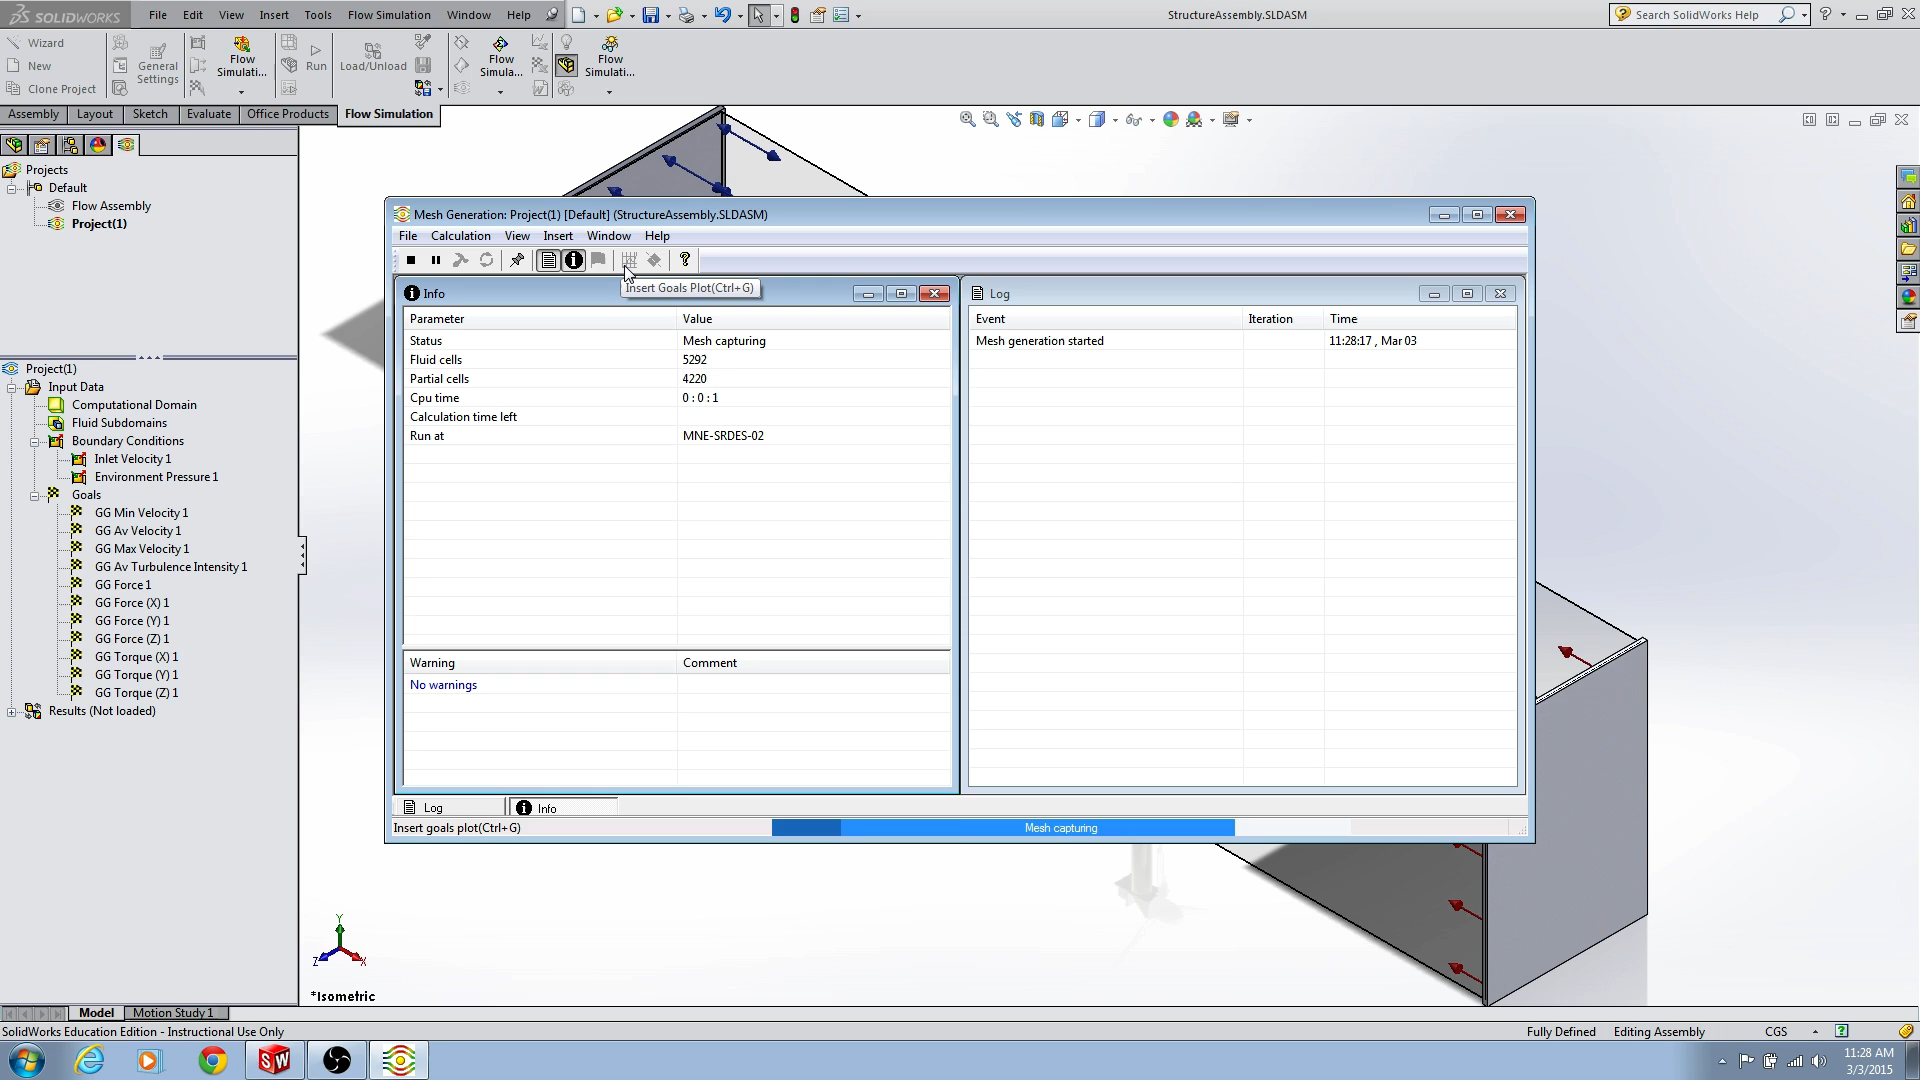 SOLIDWORKS
File Edit View Insert Tools Flow Simulation Window Help
StructureAssembly.SLDASM
Search SolidWorks Help
Wizard
New
Clone Project
General Settings
Flow Simulati...
Run
Load/Unload
Flow Simula...
Flow Simulati...
Assembly Layout Sketch Evaluate Office Products Flow Simulation
Projects
Default
Flow Assembly
Project(1)
Project(1)
Input Data
Computational Domain
Fluid Subdomains
Boundary Conditions
Inlet Velocity 1
Environment Pressure 1
Goals
GG Min Velocity 1
GG Av Velocity 1
GG Max Velocity 1
GG Av Turbulence Intensity 1
GG Force 1
GG Force (X) 1
GG Force (Y) 1
GG Force (Z) 1
GG Torque (X) 1
GG Torque (Y) 1
GG Torque (Z) 1
Results (Not loaded)
Mesh Generation: Project(1) [Default] (StructureAssembly.SLDASM)
File Calculation View Insert Window Help
Insert Goals Plot(Ctrl+G)
Info
Parameter Value
Status Mesh capturing
Fluid cells 5292
Partial cells 4220
Cpu time 0 : 0 : 1
Calculation time left
Run at MNE-SRDES-02
Warning Comment
No warnings
Log
Event Iteration Time
Mesh generation started 11:28:17 , Mar 03
Log Info
Insert goals plot(Ctrl+G) Mesh capturing
Y
Z X
*Isometric
Model Motion Study 1
SolidWorks Education Edition - Instructional Use Only
Fully Defined Editing Assembly CGS
11:28 AM
3/3/2015